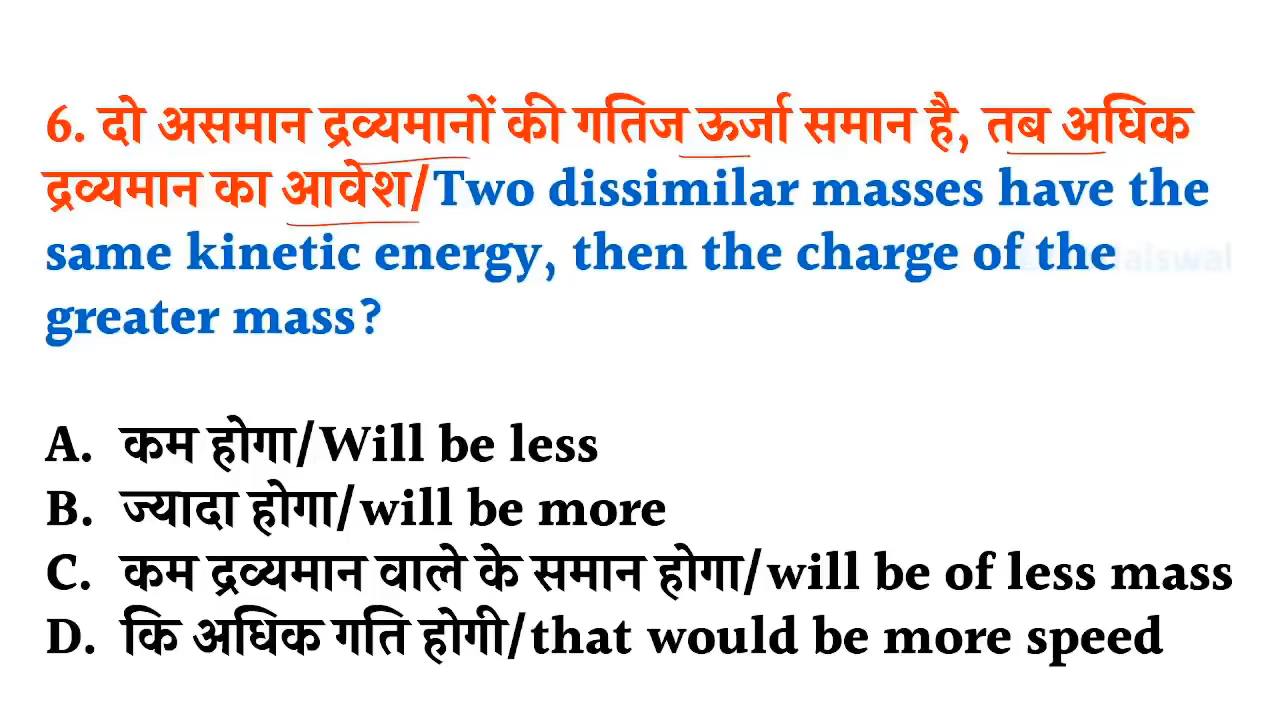 6. दो असमान द्रव्यमानों की गतिज ऊर्जा समान है, तब अधिक
द्रव्यमान का आवेश/Two dissimilar masses have the
same kinetic energy, then the charge of the
greater mass?
A. कम होगा/Will be less
B. ज्यादा होगा/will be more
C. कम द्रव्यमान वाले के समान होगा/will be of less mass
D. कि अधिक गति होगी/that would be more speed